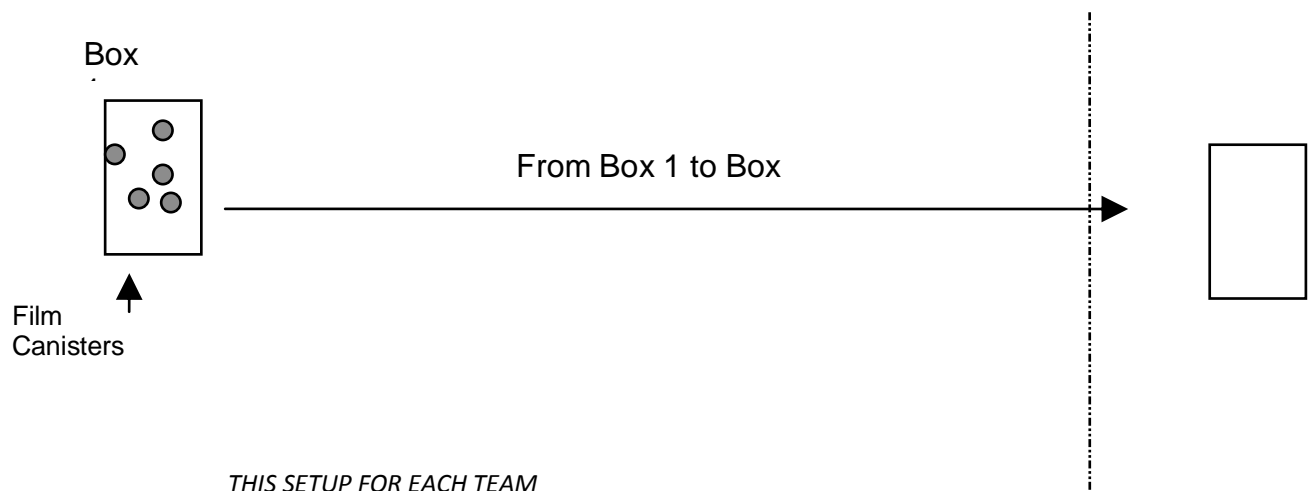 Box
From Box 1 to Box
Film
Canisters
THIS SETUP FOR EACH TEAM